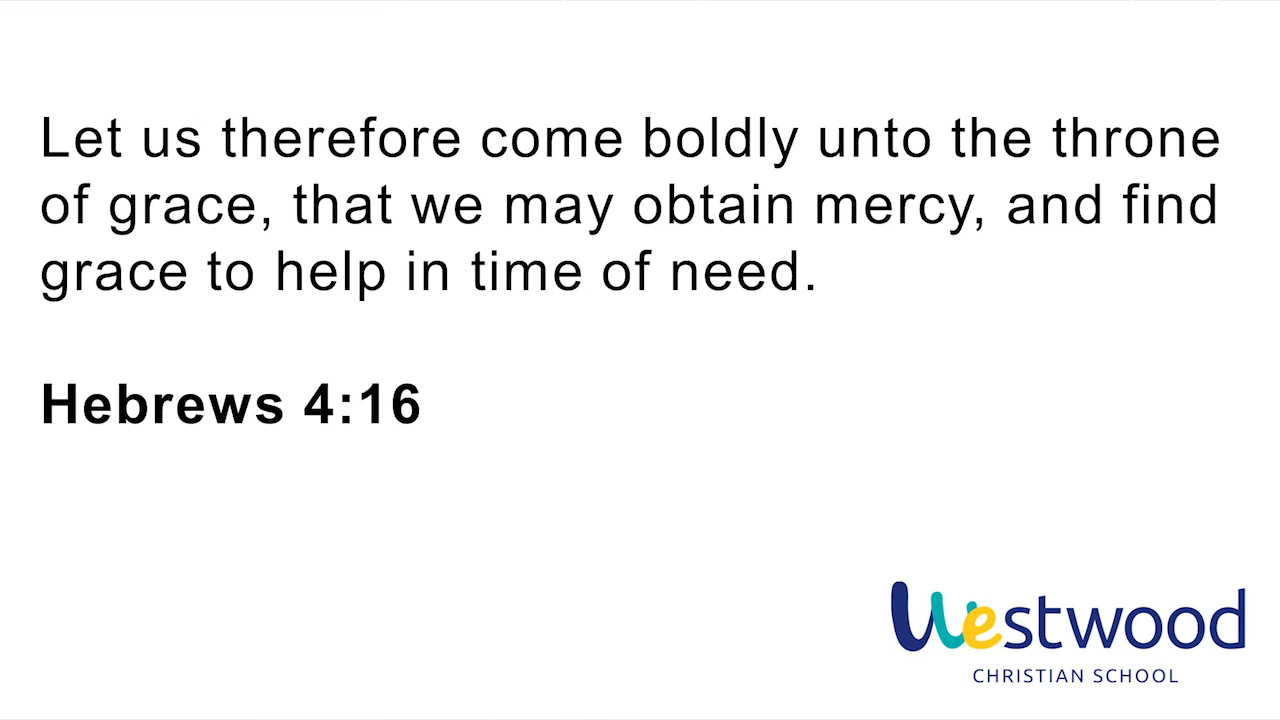 Let us therefore come boldly unto the throne
of grace, that we may obtain mercy, and find
grace to help in time of need.
Hebrews 4:16
Westwood
CHRISTIAN SCHOOL